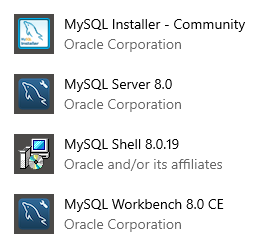 MySQL Installer - Community
Oracle Corporation
MySQL Server 8.0
Oracle Corporation
MySQL Shell 8.0.19
Oracle and/or its affiliates
MySQL Workbench 8.0 CE
Oracle Corporation